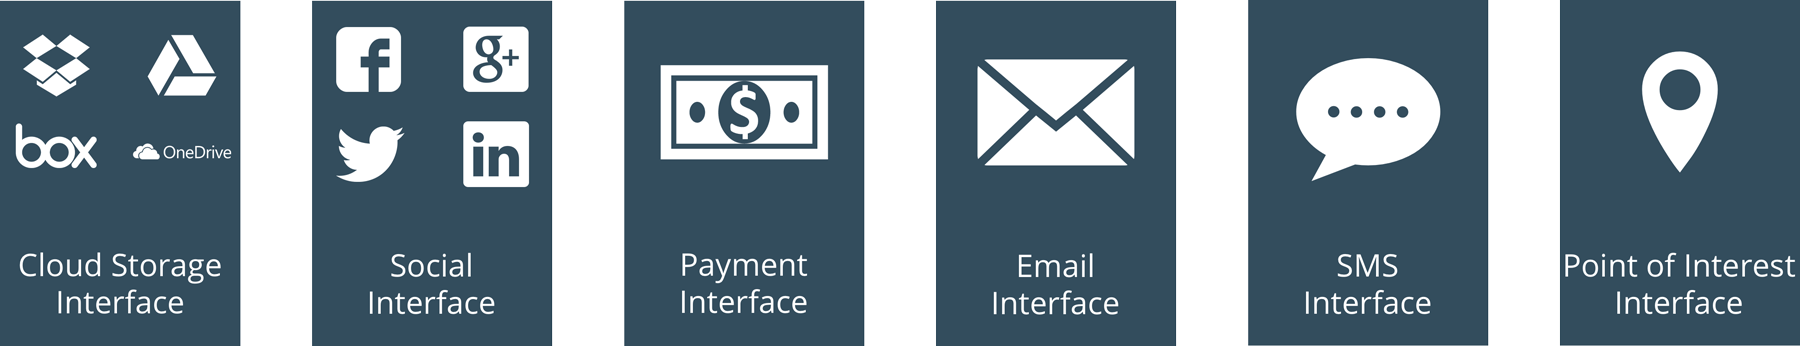 box
OneDrive
Cloud Storage
Interface
f
g+
in
Social
Interface
$
Payment
Interface
Email
Interface
SMS
Interface
Point of Interest
Interface